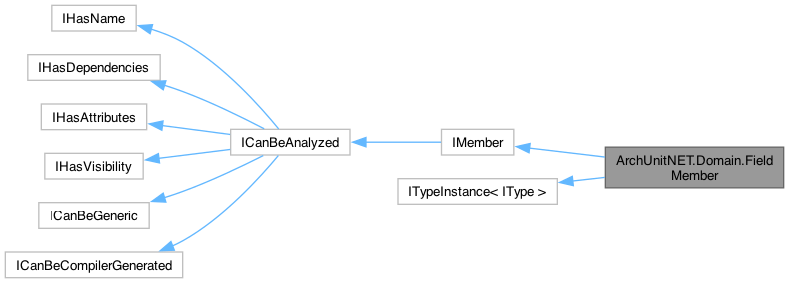 IHasName
IHasDependencies
IHasAttributes
IHasVisibility
ICanBeGeneric
ICanBeCompilerGenerated
ICanBeAnalyzed
IMember
ITypeInstance< IType >
ArchUnitNET.Domain.Field
Member